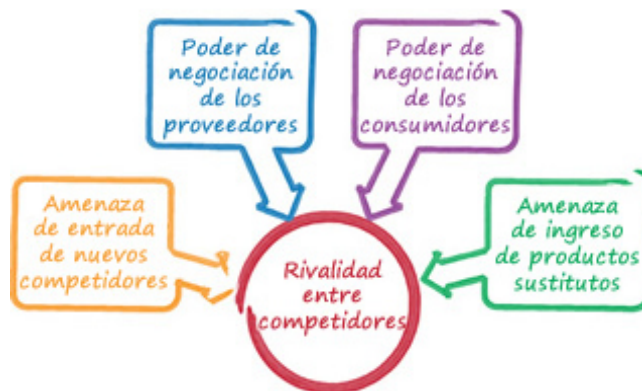 Poder de
negociación
de los
proveedores
Poder de
negociación
de los
consumidores
Amenaza
de entrada
de nuevos
competidores
Rivalidad
entre
competidores
Amenaza
de ingreso
de productos
sustitutos